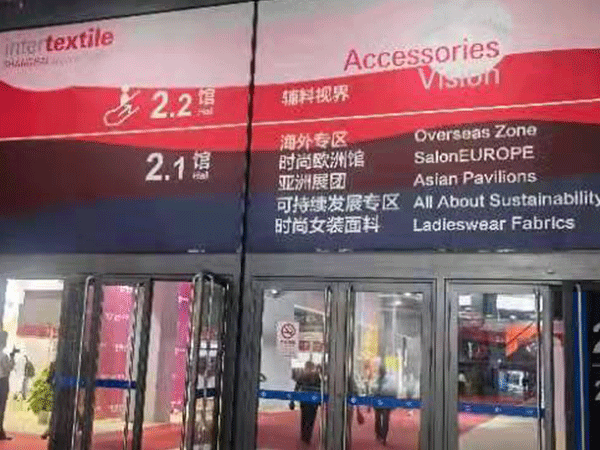 intertextile
SHANGHAI
2.2 馆
Hall
2.1 馆
Hall
Accessories
Vision
辅料视界
海外专区 Overseas Zone
时尚欧洲馆 SalonEUROPE
亚洲展团 Asian Pavilions
可持续发展专区 All About Sustainability
时尚女装面料 Ladieswear Fabrics